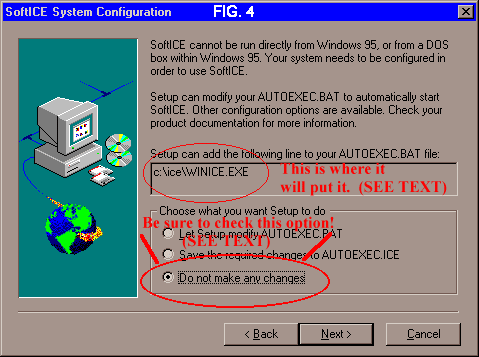 SoftICE System Configuration
FIG. 4
SoftICE cannot be run directly from Windows 95, or from a DOS
box within Windows 95. Your system needs to be configured in
order to use SoftICE.
Setup can modify your AUTOEXEC.BAT to automatically start
SoftICE. Other configuration options are available. Check your
product documentation for more information.
Setup can add the following line to your AUTOEXEC.BAT file:
c:\ice\WINICE.EXE
This is where it
will put it. (SEE TEXT)
Choose what you want Setup to do
Be sure to check this option!
(SEE TEXT)
Let Setup modify AUTOEXEC.BAT
Save the required changes to AUTOEXEC.ICE
Do not make any changes
< Back
Next >
Cancel